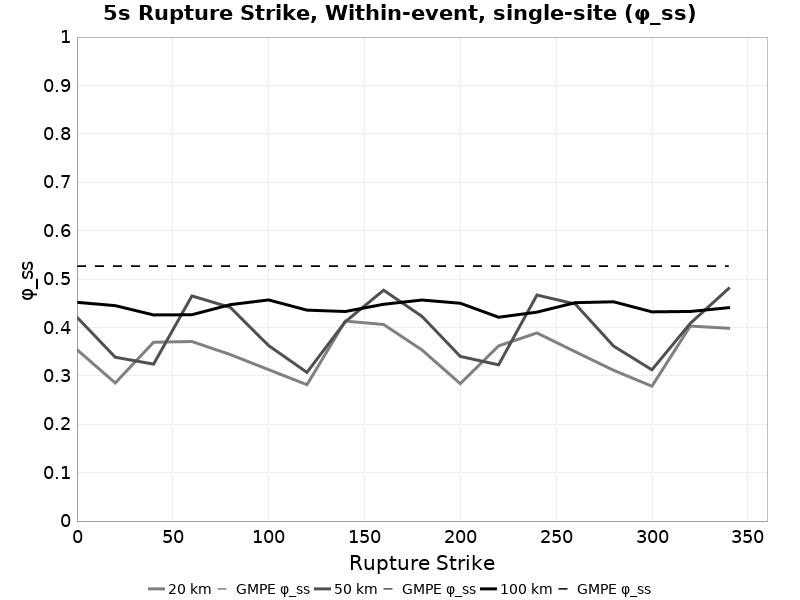 5s Rupture Strike, Within-event, single-site (φ_ss)
1
0.9
0.8
0.7
0.6
0.5
0.4
0.3
0.2
0.1
0
φ_ss
0 50 100 150 200 250 300 350
Rupture Strike
20 km GMPE φ_ss 50 km GMPE φ_ss 100 km GMPE φ_ss